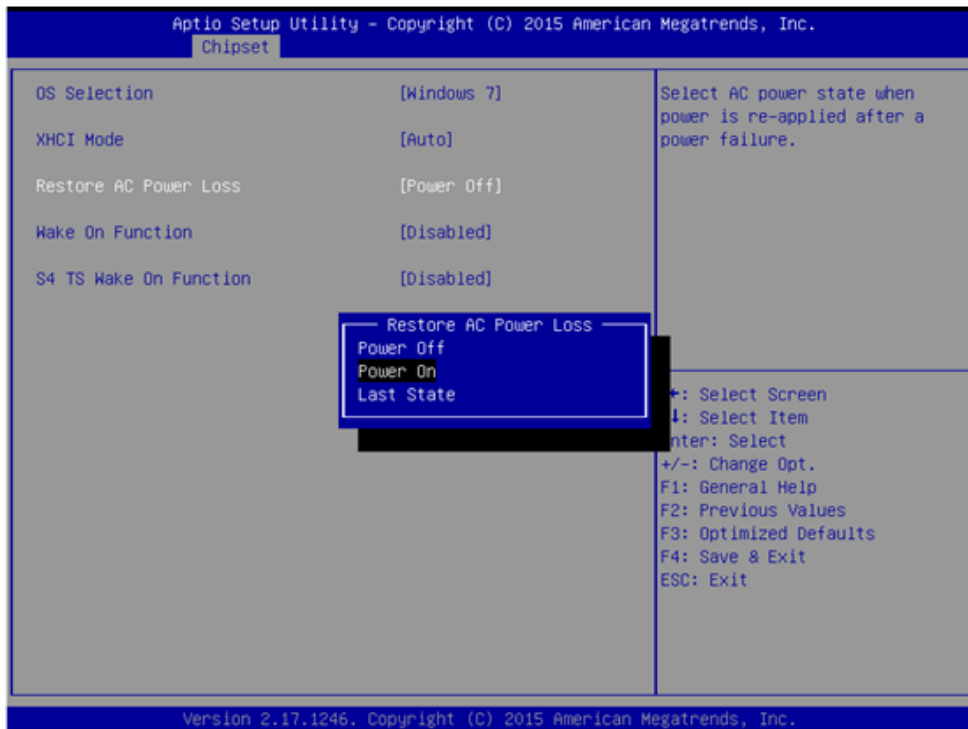 Aptio Setup Utility – Copyright (C) 2015 American Megatrends, Inc.
Chipset
OS Selection [Windows 7]
XHCI Mode [Auto]
Restore AC Power Loss [Power Off]
Wake On Function [Disabled]
S4 TS Wake On Function [Disabled]
Select AC power state when
power is re-applied after a
power failure.
Restore AC Power Loss
Power Off
Power On
Last State
: Select Screen
: Select Item
nter: Select
+/-: Change Opt.
F1: General Help
F2: Previous Values
F3: Optimized Defaults
F4: Save & Exit
ESC: Exit
Version 2.17.1246. Copyright (C) 2015 American Megatrends, Inc.